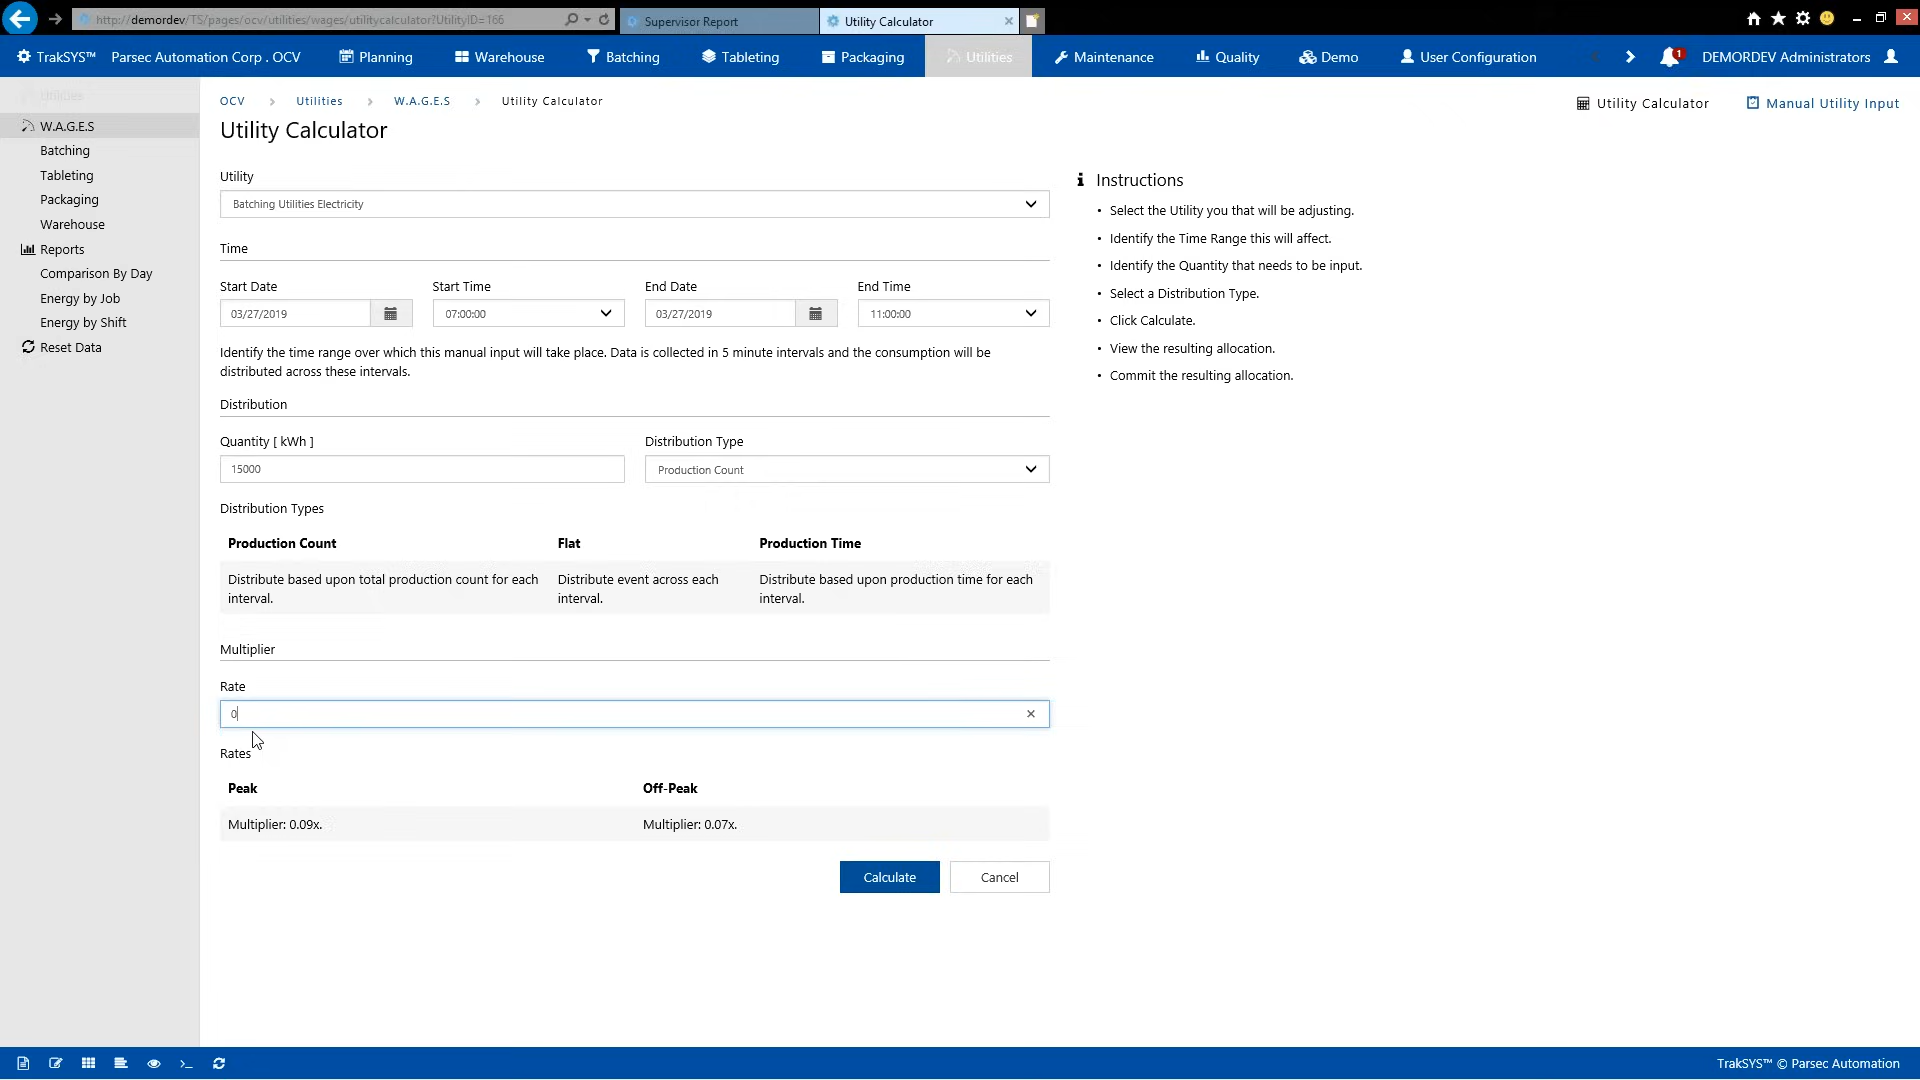 http://demordev/TS/pages/ocv/utilities/wages/utilitycalculator?UtilityID=166
Supervisor Report
Utility Calculator
TrakSYS™
Parsec Automation Corp . OCV
Planning
Warehouse
Batching
Tableting
Packaging
Utilities
Maintenance
Quality
Demo
User Configuration
1
DEMORDEV Administrators
Utilities
W.A.G.E.S
Batching
Tableting
Packaging
Warehouse
Reports
Comparison By Day
Energy by Job
Energy by Shift
Reset Data
OCV > Utilities > W.A.G.E.S > Utility Calculator
Utility Calculator
Manual Utility Input
Utility Calculator
Utility
Batching Utilities Electricity
Time
Start Date
Start Time
End Date
End Time
03/27/2019
07:00:00
03/27/2019
11:00:00
Identify the time range over which this manual input will take place. Data is collected in 5 minute intervals and the consumption will be
distributed across these intervals.
Distribution
Quantity [ kWh ]
Distribution Type
15000
Production Count
Distribution Types
Production Count
Flat
Production Time
Distribute based upon total production count for each
interval.
Distribute event across each
interval.
Distribute based upon production time for each
interval.
Multiplier
Rate
0
Rates
Peak
Off-Peak
Multiplier: 0.09x.
Multiplier: 0.07x.
Calculate
Cancel
Instructions
• Select the Utility you that will be adjusting.
• Identify the Time Range this will affect.
• Identify the Quantity that needs to be input.
• Select a Distribution Type.
• Click Calculate.
• View the resulting allocation.
• Commit the resulting allocation.
TrakSYS™ © Parsec Automation